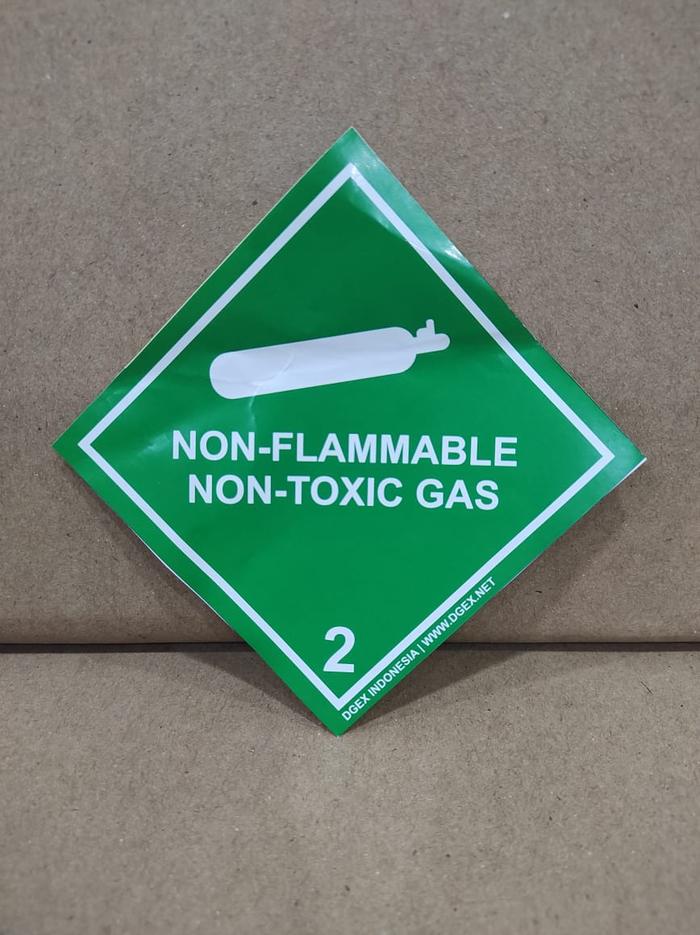 NON-FLAMMABLE
NON-TOXIC GAS
2
DGEX INDONESIA | WWW.DGEX.NET